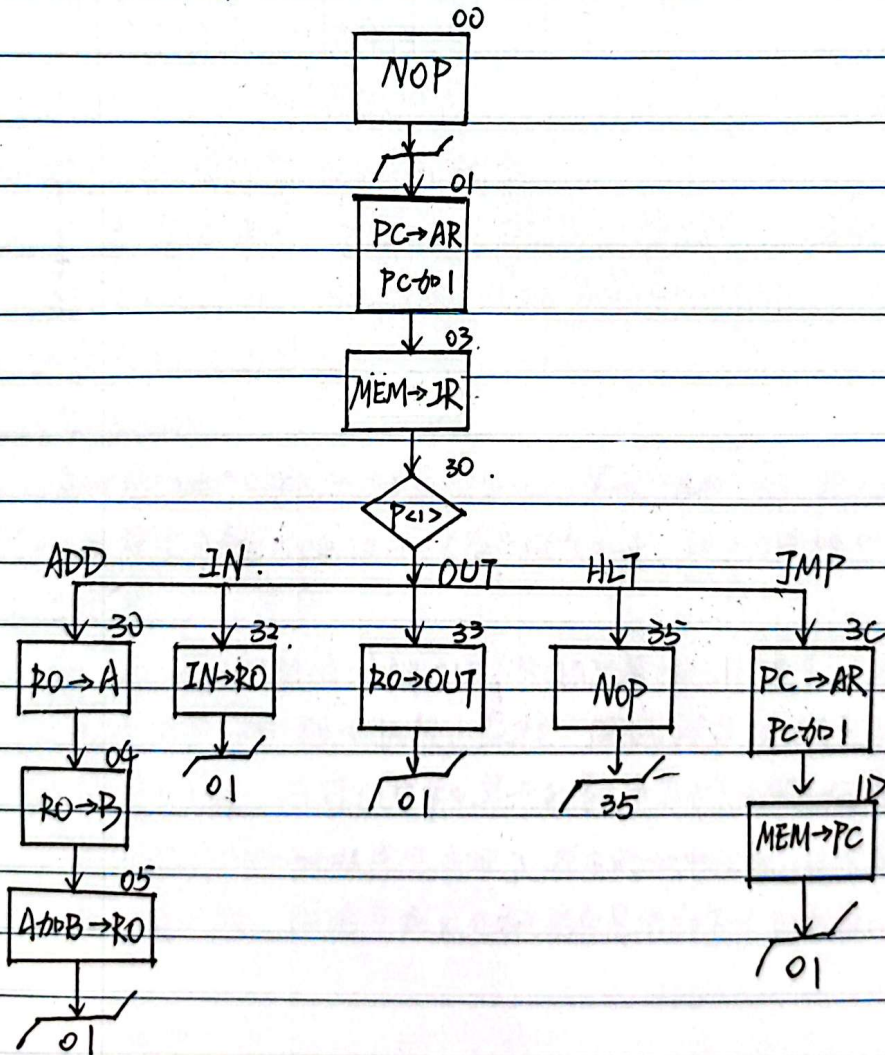 00
NOP
01
PC→AR
PC加1
03
MEM→IR
30
P<1>
ADD IN OUT HLT JMP
30 32 33 35 3C
R0→A IN→R0 R0→OUT NOP PC→AR
PC加1
04 01 01 35 1D
R0→B MEM→PC
05
A加B→R0 01
01